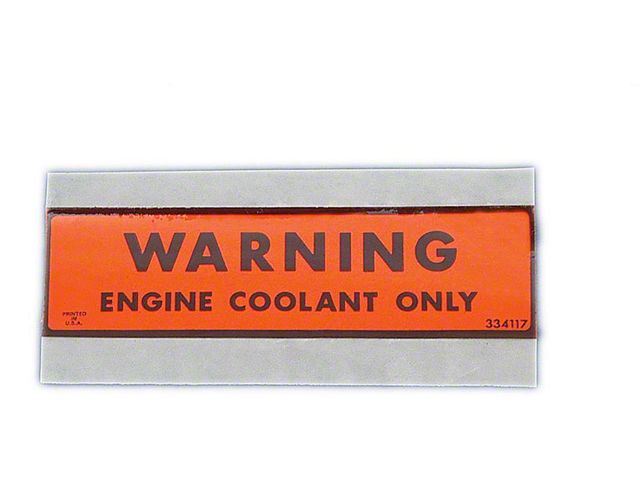 WARNING
ENGINE COOLANT ONLY
PRINTED
IN
U.S.A.
334117